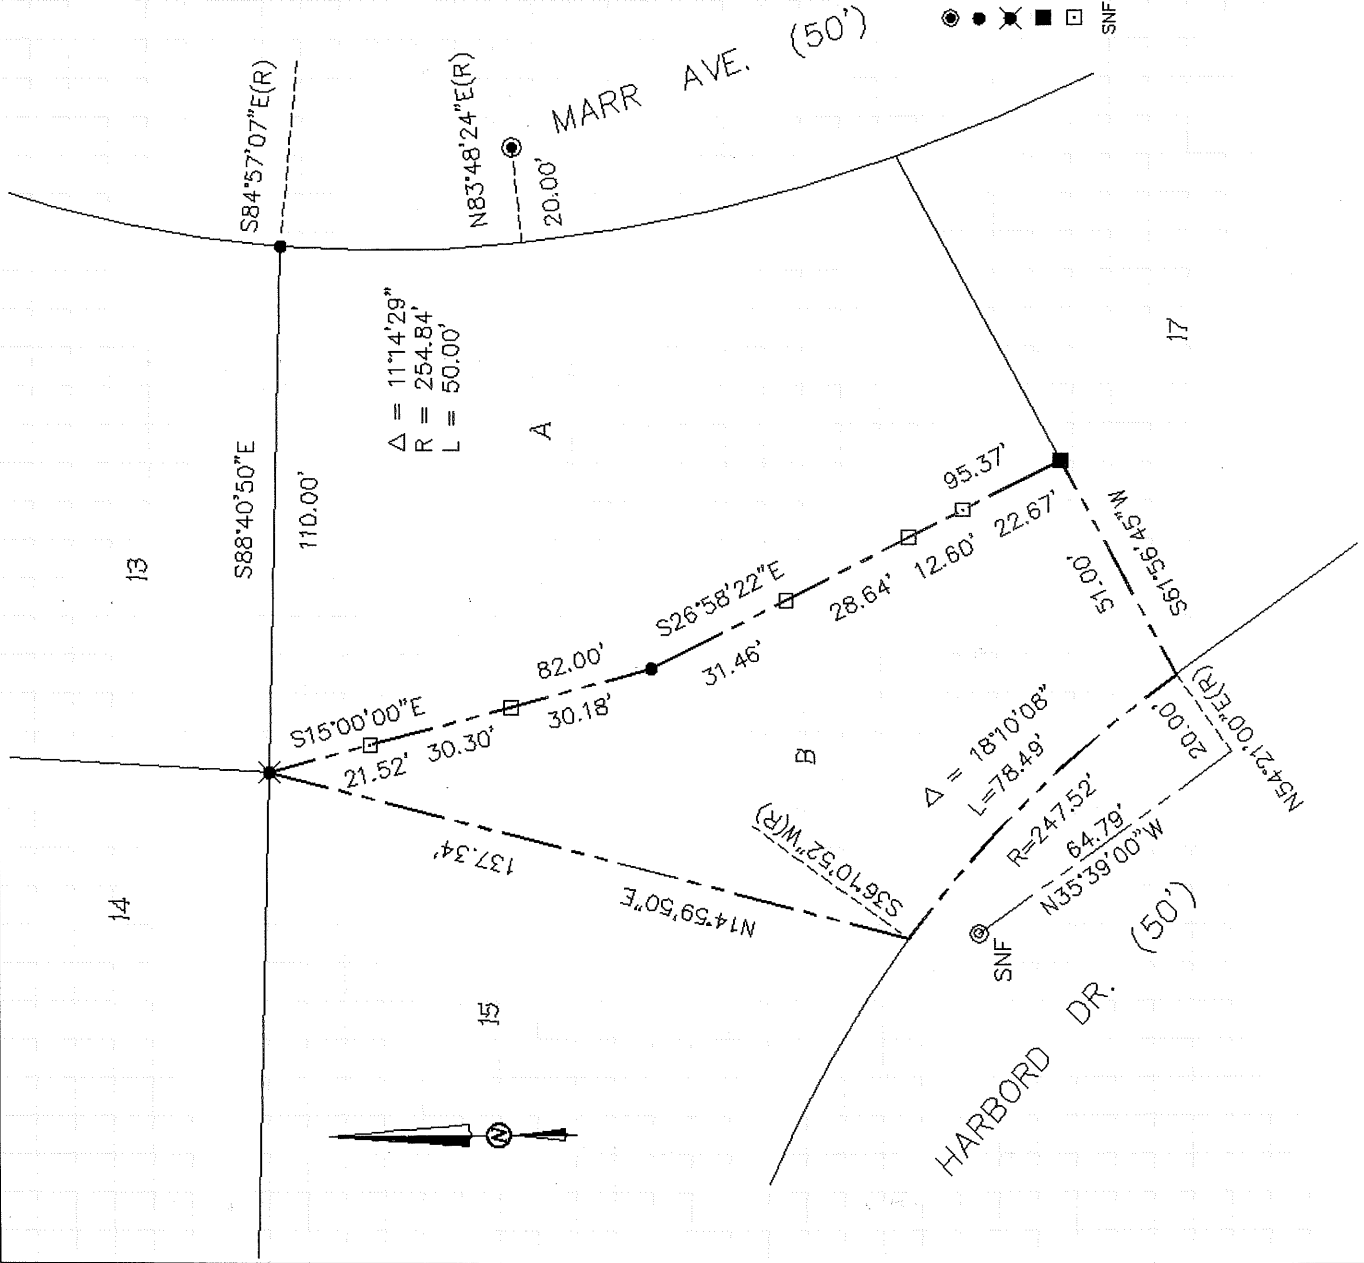 S84°57'07"E(R)
N83°48'24"E(R)
20.00'
MARR AVE. (50')
SNF
Δ = 11°14'29"
R = 254.84'
L = 50.00'
A
13
S88°40'50"E
110.00'
14
S15°00'00"E
82.00'
21.52'
30.30'
30.18'
S26°58'22"E
95.37'
31.46'
28.64'
12.60'
22.67'
17
51.00'
S61°56'45"W
137.34'
N14°59'50"E
15
B
S36°10'52"W(R)
Δ = 18°10'08"
L=78.49'
R=247.52'
64.79'
N35°39'00"W
20.00'
N54°21'00"E(R)
SNF
HARBORD DR. (50')
N